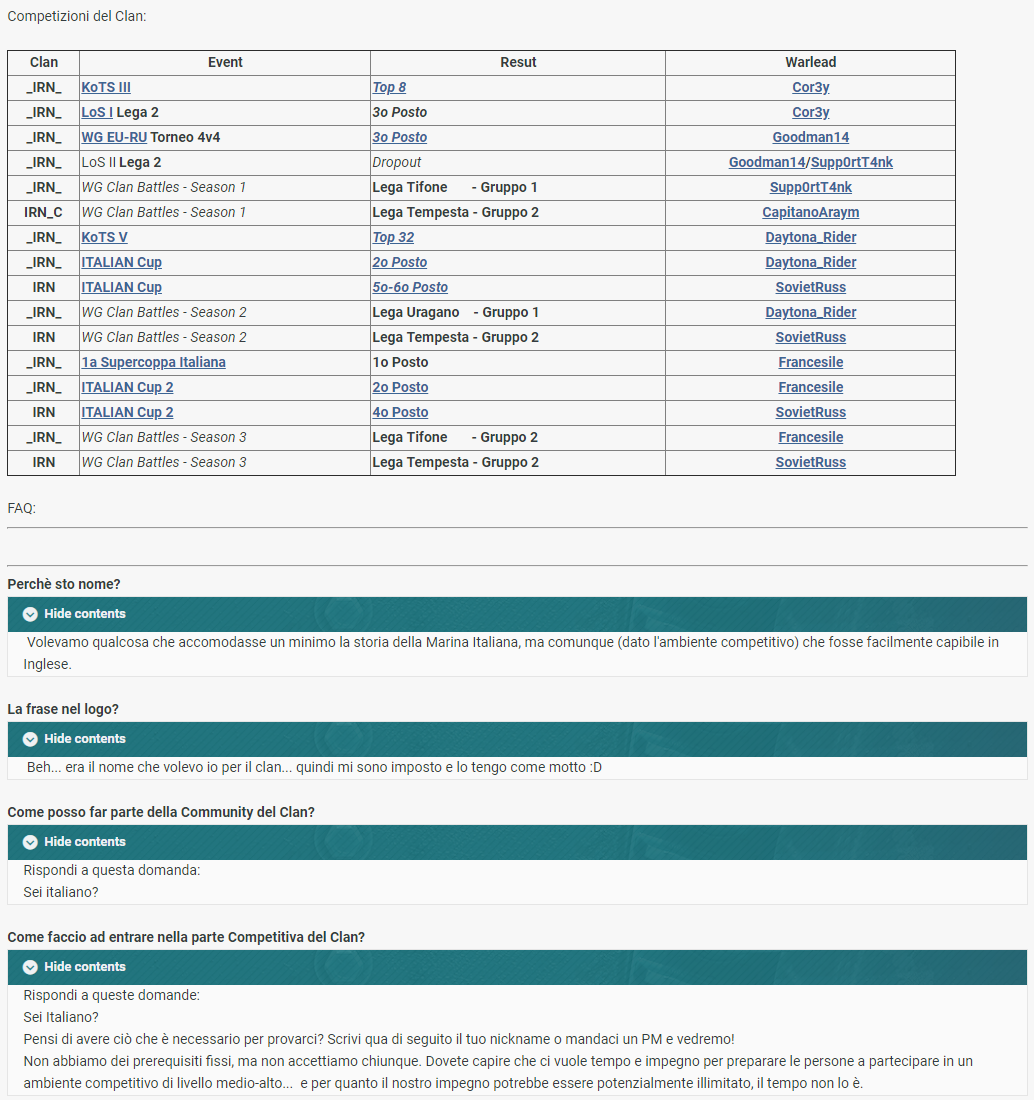 Competizioni del Clan:
Clan Event Resut Warlead
_IRN_ KoTS III Top 8 Cor3y
_IRN_ LoS I Lega 2 3o Posto Cor3y
_IRN_ WG EU-RU Torneo 4v4 3o Posto Goodman14
_IRN_ LoS II Lega 2 Dropout Goodman14/Supp0rtT4nk
_IRN_ WG Clan Battles - Season 1 Lega Tifone - Gruppo 1 Supp0rtT4nk
IRN_C WG Clan Battles - Season 1 Lega Tempesta - Gruppo 2 CapitanoAraym
_IRN_ KoTS V Top 32 Daytona_Rider
_IRN_ ITALIAN Cup 2o Posto Daytona_Rider
IRN ITALIAN Cup 5o-6o Posto SovietRuss
_IRN_ WG Clan Battles - Season 2 Lega Uragano - Gruppo 1 Daytona_Rider
IRN WG Clan Battles - Season 2 Lega Tempesta - Gruppo 2 SovietRuss
_IRN_ 1a Supercoppa Italiana 1o Posto Francesile
_IRN_ ITALIAN Cup 2 2o Posto Francesile
IRN ITALIAN Cup 2 4o Posto SovietRuss
_IRN_ WG Clan Battles - Season 3 Lega Tifone - Gruppo 2 Francesile
IRN WG Clan Battles - Season 3 Lega Tempesta - Gruppo 2 SovietRuss
FAQ:
Perchè sto nome?
Hide contents
Volevamo qualcosa che accomodasse un minimo la storia della Marina Italiana, ma comunque (dato l'ambiente competitivo) che fosse facilmente capibile in
Inglese.
La frase nel logo?
Hide contents
Beh... era il nome che volevo io per il clan... quindi mi sono imposto e lo tengo come motto :D
Come posso far parte della Community del Clan?
Hide contents
Rispondi a questa domanda:
Sei italiano?
Come faccio ad entrare nella parte Competitiva del Clan?
Hide contents
Rispondi a queste domande:
Sei Italiano?
Pensi di avere ciò che è necessario per provarci? Scrivi qua di seguito il tuo nickname o mandaci un PM e vedremo!
Non abbiamo dei prerequisiti fissi, ma non accettiamo chiunque. Dovete capire che ci vuole tempo e impegno per preparare le persone a partecipare in un
ambiente competitivo di livello medio-alto... e per quanto il nostro impegno potrebbe essere potenzialmente illimitato, il tempo non lo è.